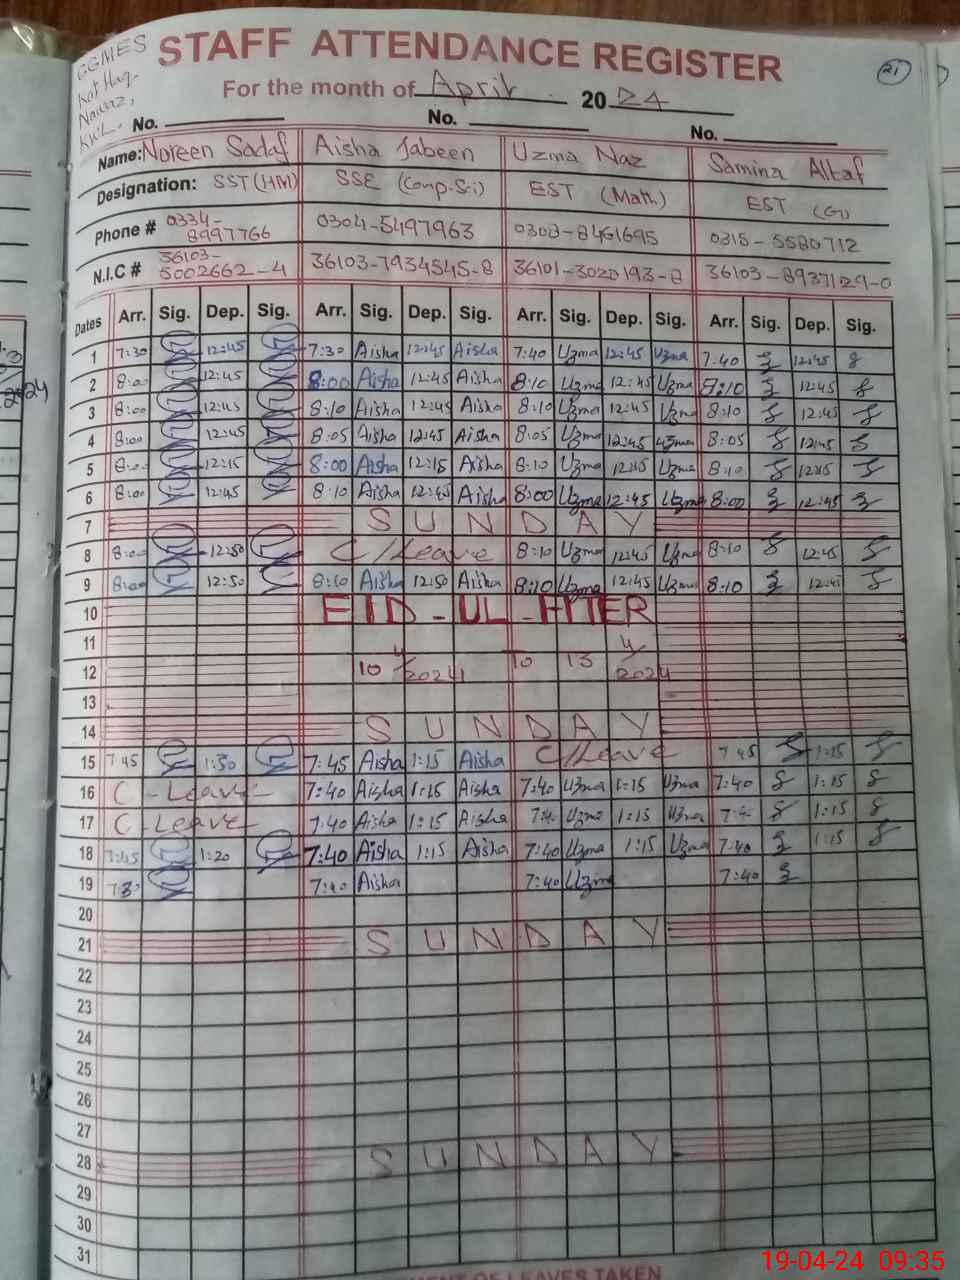 GGMES
Kot Haq
Nawaz,
KWL.
STAFF ATTENDANCE REGISTER
21
For the month of April 2024
No. No. No.
Name: Noreen Sadaf Aisha Jabeen Uzma Naz Samina Altaf
Designation: SST (HM) SSE (Comp.Sci) EST (Math) EST (G)
Phone # 0334-8997766 0304-5497963 0303-8461695 0315-5580712
N.I.C # 36103-5002662-4 36103-7934545-8 36101-3020193-8 36103-8937129-0
Dates Arr. Sig. Dep. Sig. Arr. Sig. Dep. Sig. Arr. Sig. Dep. Sig. Arr. Sig. Dep. Sig.
1 7:30 12:45 7:30 Aisha 12:45 Aisha 7:40 Uzma 12:45 Uzma 7:40 12:45
2 8:00 12:45 8:00 Aisha 12:45 Aisha 8:10 Uzma 12:45 Uzma 8:10 12:45
3 8:00 12:45 8:10 Aisha 12:45 Aisha 8:10 Uzma 12:45 Uzma 8:10 12:45
4 8:00 12:45 8:05 Aisha 12:45 Aisha 8:05 Uzma 12:45 Uzma 8:05 12:45
5 8:00 12:15 8:00 Aisha 12:15 Aisha 8:10 Uzma 12:15 Uzma 8:10 12:15
6 8:00 12:45 8:10 Aisha 12:45 Aisha 8:00 Uzma 12:45 Uzma 8:00 12:45
7 SUNDAY
8 8:00 12:50 C/Leave 8:10 Uzma 12:45 Uzma 8:10 12:45
9 8:00 12:50 8:10 Aisha 12:50 Aisha 8:10 Uzma 12:45 Uzma 8:10 12:45
10 EID-UL-FITER
11
12 10 4/2024 To 13 4/2024
13
14 SUNDAY
15 7:45 1:30 7:45 Aisha 1:15 Aisha C/Leave 7:45 1:15
16 C-Leave 7:40 Aisha 1:15 Aisha 7:40 Uzma 1:15 Uzma 7:40 1:15
17 C-Leave 7:40 Aisha 1:15 Aisha 7:4 Uzma 1:15 Uzma 7:4 1:15
18 7:45 1:20 7:40 Aisha 1:15 Aisha 7:40 Uzma 1:15 Uzma 7:40 1:15
19 7:30 7:40 Aisha 7:40 Uzma 7:40
20
21 SUNDAY
22
23
24
25
26
27
28 SUNDAY
29
30
31
19-04-24 09:35
OF LEAVES TAKEN